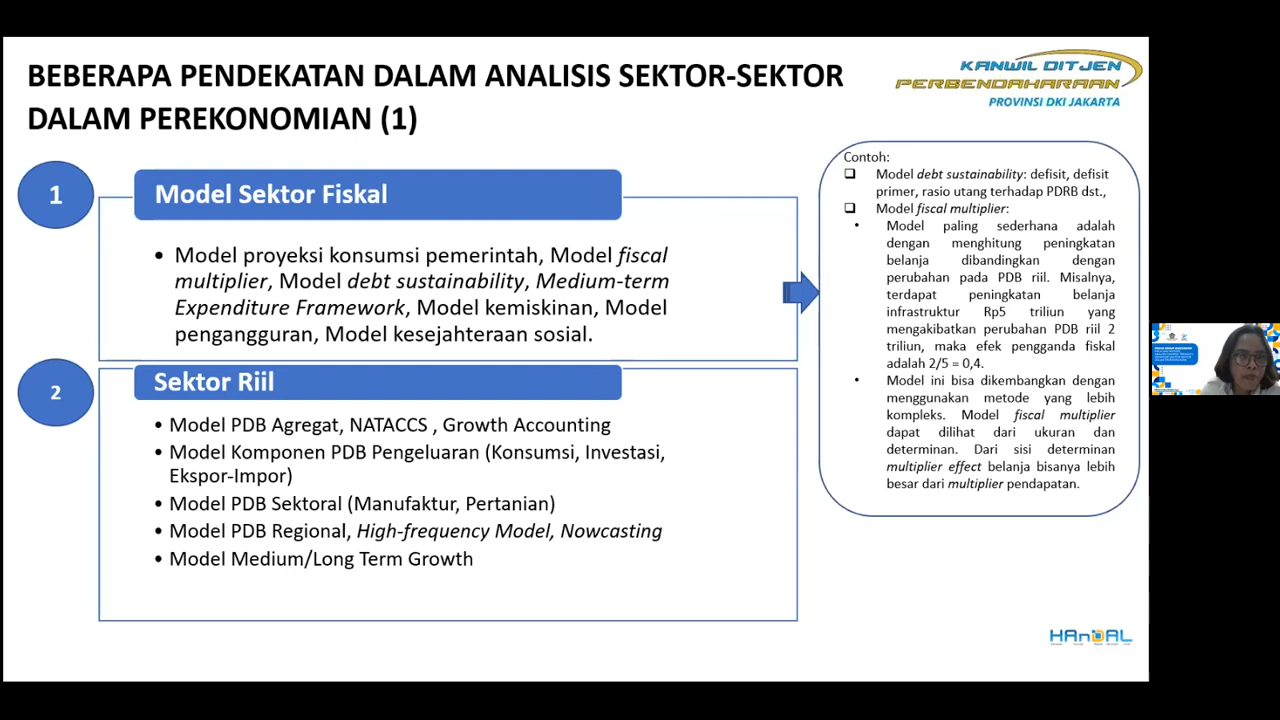 BEBERAPA PENDEKATAN DALAM ANALISIS SEKTOR-SEKTOR
DALAM PEREKONOMIAN (1)
KANWIL DITJEN
PERBENDAHARAAN
PROVINSI DKI JAKARTA
1
Model Sektor Fiskal
• Model proyeksi konsumsi pemerintah, Model fiscal
multiplier, Model debt sustainability, Medium-term
Expenditure Framework, Model kemiskinan, Model
pengangguran, Model kesejahteraan sosial.
2
Sektor Riil
• Model PDB Agregat, NATACCS , Growth Accounting
• Model Komponen PDB Pengeluaran (Konsumsi, Investasi,
Ekspor-Impor)
• Model PDB Sektoral (Manufaktur, Pertanian)
• Model PDB Regional, High-frequency Model, Nowcasting
• Model Medium/Long Term Growth
Contoh:
❑ Model debt sustainability: defisit, defisit
primer, rasio utang terhadap PDRB dst.,
❑ Model fiscal multiplier:
• Model paling sederhana adalah
dengan menghitung peningkatan
belanja dibandingkan dengan
perubahan pada PDB riil. Misalnya,
terdapat peningkatan belanja
infrastruktur Rp5 triliun yang
mengakibatkan perubahan PDB riil 2
triliun, maka efek pengganda fiskal
adalah 2/5 = 0,4.
• Model ini bisa dikembangkan dengan
menggunakan metode yang lebih
kompleks. Model fiscal multiplier
dapat dilihat dari ukuran dan
determinan. Dari sisi determinan
multiplier effect belanja bisanya lebih
besar dari multiplier pendapatan.
HAnDAL